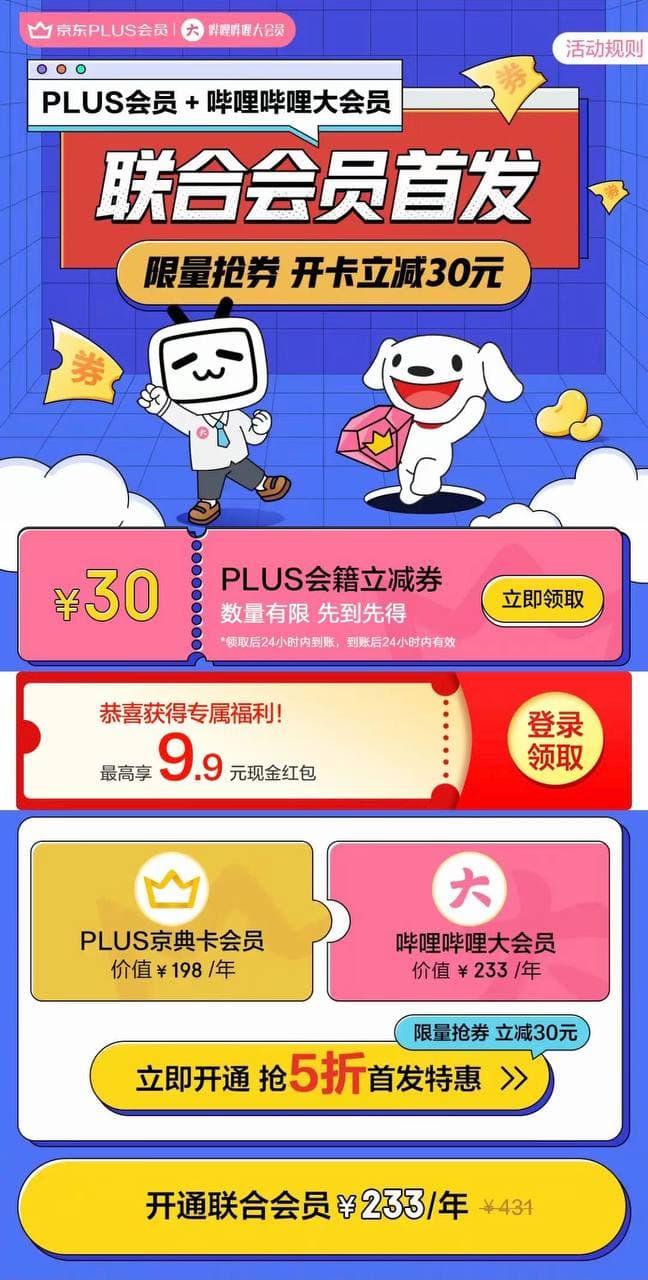 京东PLUS会员 | 大 哔哩哔哩大会员
活动规则
PLUS会员 + 哔哩哔哩大会员
券
联合会员首发
券
限量抢券 开卡立减30元
券
大
¥30
PLUS会籍立减券
数量有限 先到先得
*领取后24小时内到账，到账后24小时内有效
立即领取
恭喜获得专属福利！
最高享 9.9 元现金红包
登录
领取
PLUS京典卡会员
价值 ¥ 198 /年
大
哔哩哔哩大会员
价值 ¥ 233 /年
限量抢券 立减30元
立即开通 抢5折首发特惠 >>
开通联合会员 ¥233/年 ¥431